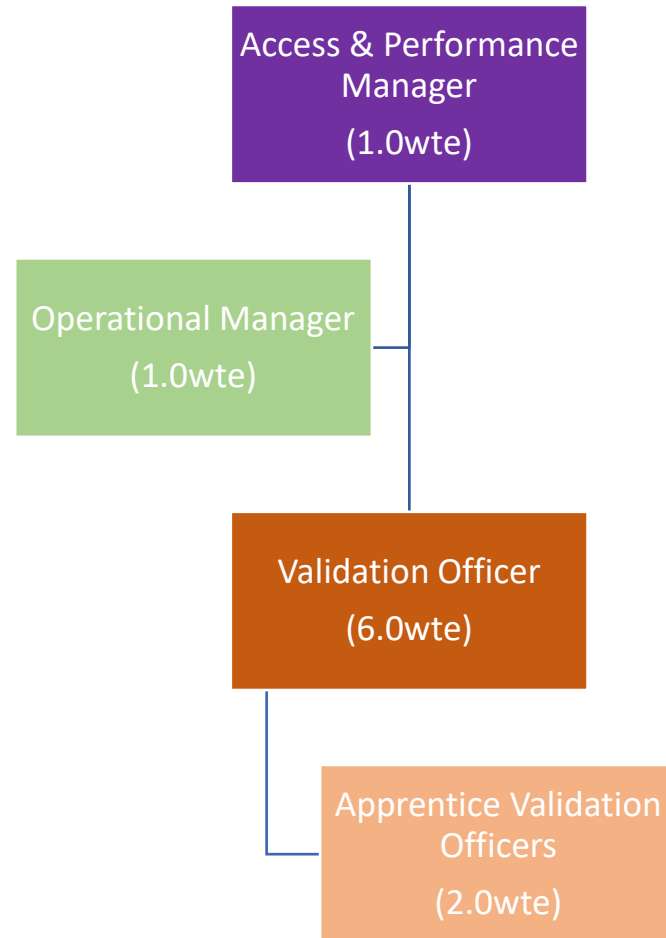 Access & Performance
Manager
(1.0wte)
Operational Manager
(1.0wte)
Validation Officer
(6.0wte)
Apprentice Validation
Officers
(2.0wte)